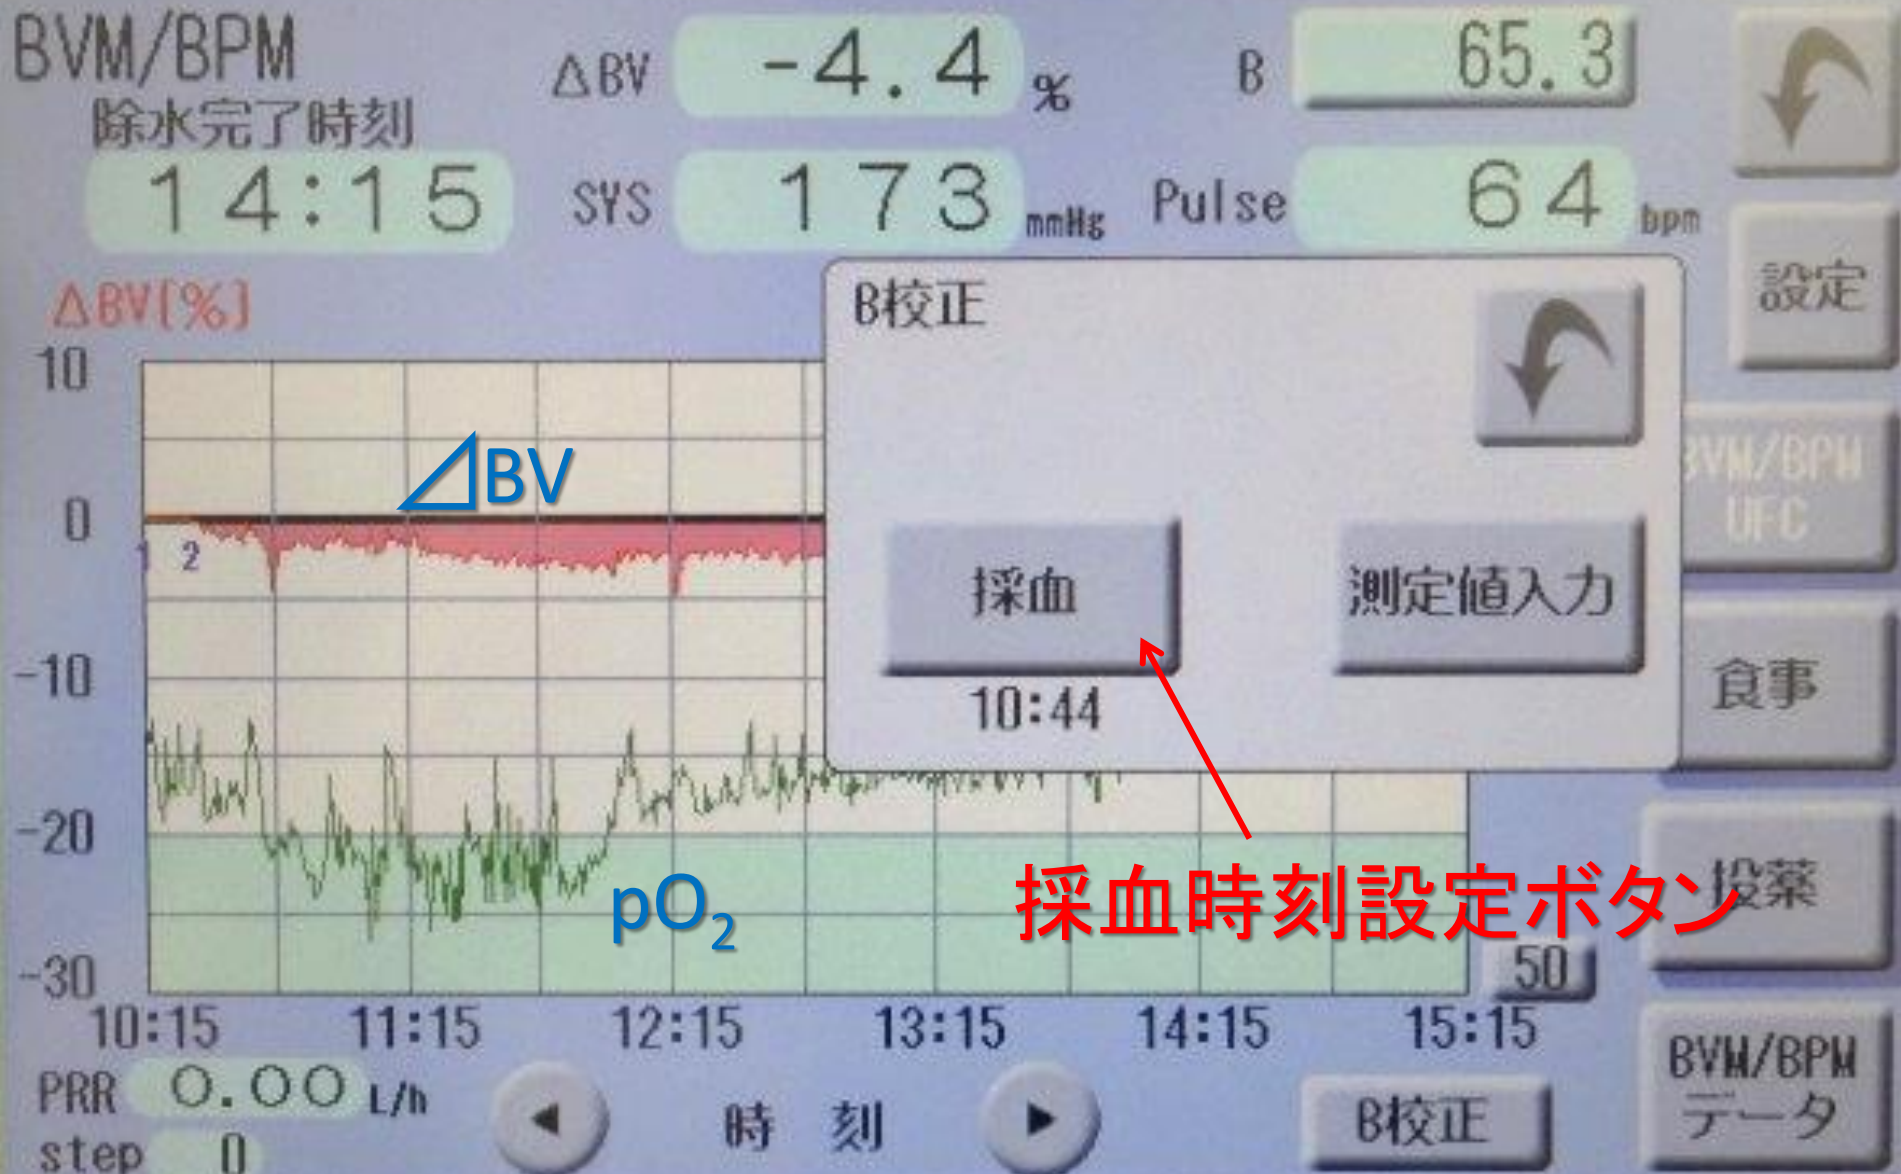 BVM/BPM
ΔBV -4.4 %
B 65.3
除水完了時刻
14:15
SYS 173 mmHg
Pulse 64 bpm
設定
ΔBV[%]
B校正
10
⊿BV
BVM/BPM
UFC
0
1 2
採血
測定値入力
10:44
-10
食事
-20
pO₂
採血時刻設定ボタン
投薬
-30
50
10:15 11:15 12:15 13:15 14:15 15:15
PRR 0.00 L/h
step 0
◀ 時 刻 ▶
B校正
BVM/BPM
データ